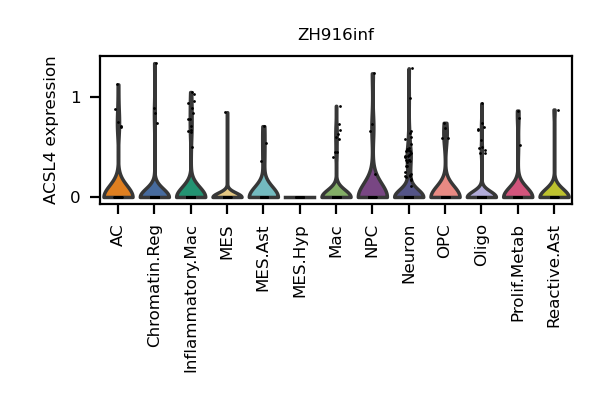 ZH916inf
ACSL4 expression
1
0
AC
Chromatin.Reg
Inflammatory.Mac
MES
MES.Ast
MES.Hyp
Mac
NPC
Neuron
OPC
Oligo
Prolif.Metab
Reactive.Ast